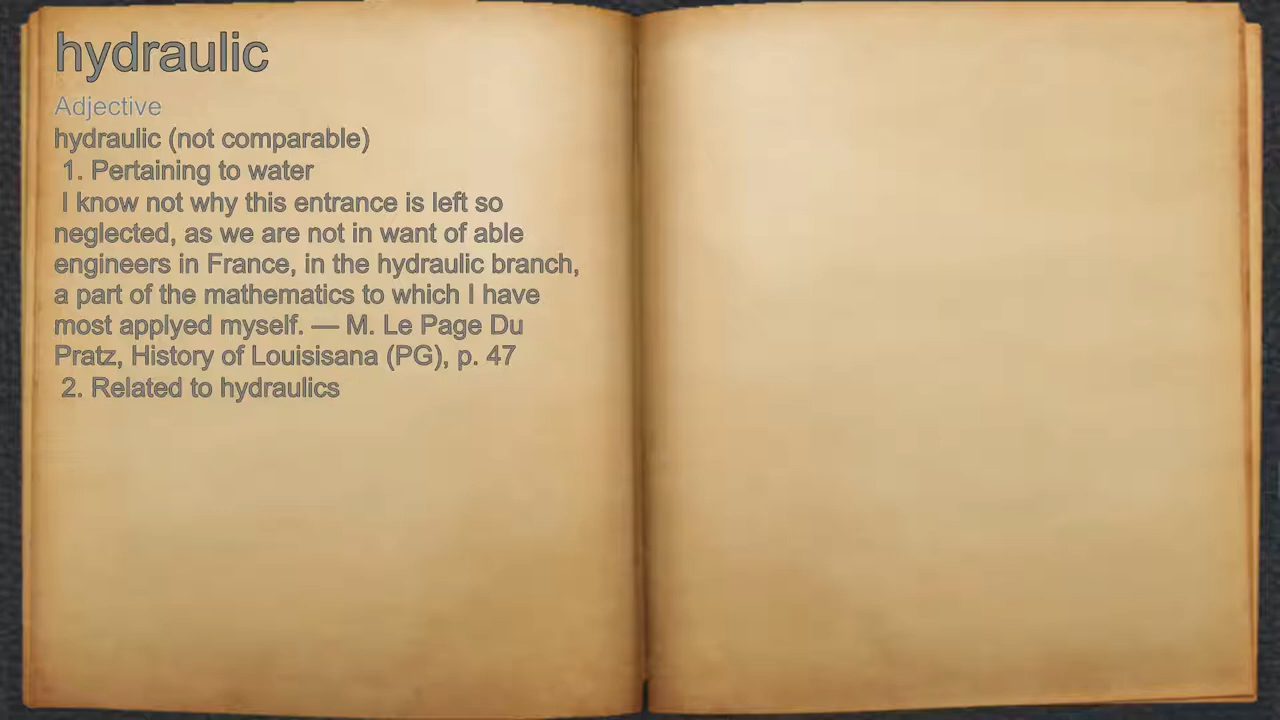 hydraulic
Adjective
hydraulic (not comparable)
1. Pertaining to water
I know not why this entrance is left so
neglected, as we are not in want of able
engineers in France, in the hydraulic branch,
a part of the mathematics to which I have
most applyed myself. — M. Le Page Du
Pratz, History of Louisisana (PG), p. 47
2. Related to hydraulics